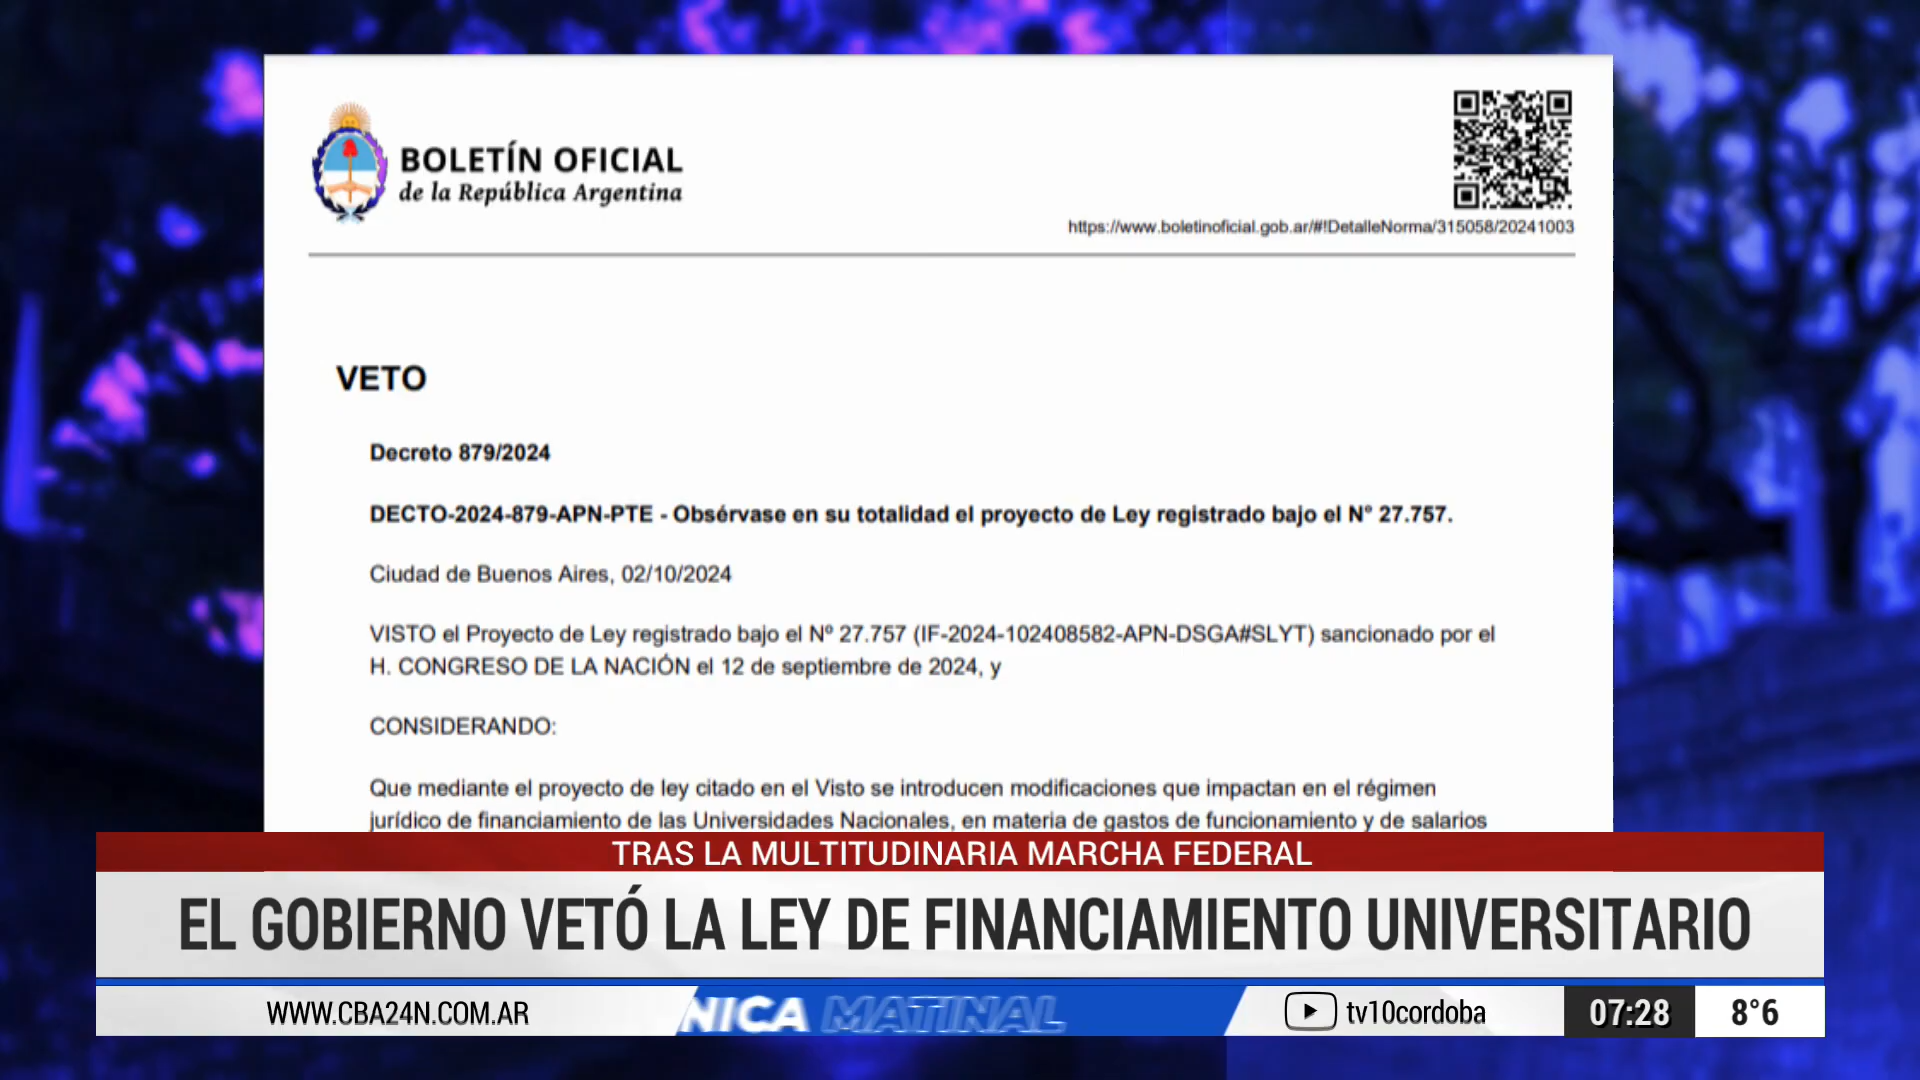 BOLETÍN OFICIAL
de la República Argentina
https://www.boletinoficial.gob.ar/#!DetalleNorma/315058/20241003
VETO
Decreto 879/2024
DECTO-2024-879-APN-PTE - Obsérvase en su totalidad el proyecto de Ley registrado bajo el N° 27.757.
Ciudad de Buenos Aires, 02/10/2024
VISTO el Proyecto de Ley registrado bajo el Nº 27.757 (IF-2024-102408582-APN-DSGA#SLYT) sancionado por el
H. CONGRESO DE LA NACIÓN el 12 de septiembre de 2024, y
CONSIDERANDO:
Que mediante el proyecto de ley citado en el Visto se introducen modificaciones que impactan en el régimen
jurídico de financiamiento de las Universidades Nacionales, en materia de gastos de funcionamiento y de salarios
TRAS LA MULTITUDINARIA MARCHA FEDERAL
EL GOBIERNO VETÓ LA LEY DE FINANCIAMIENTO UNIVERSITARIO
WWW.CBA24N.COM.AR
NICA MATINAL
tv10cordoba
07:28
8°6